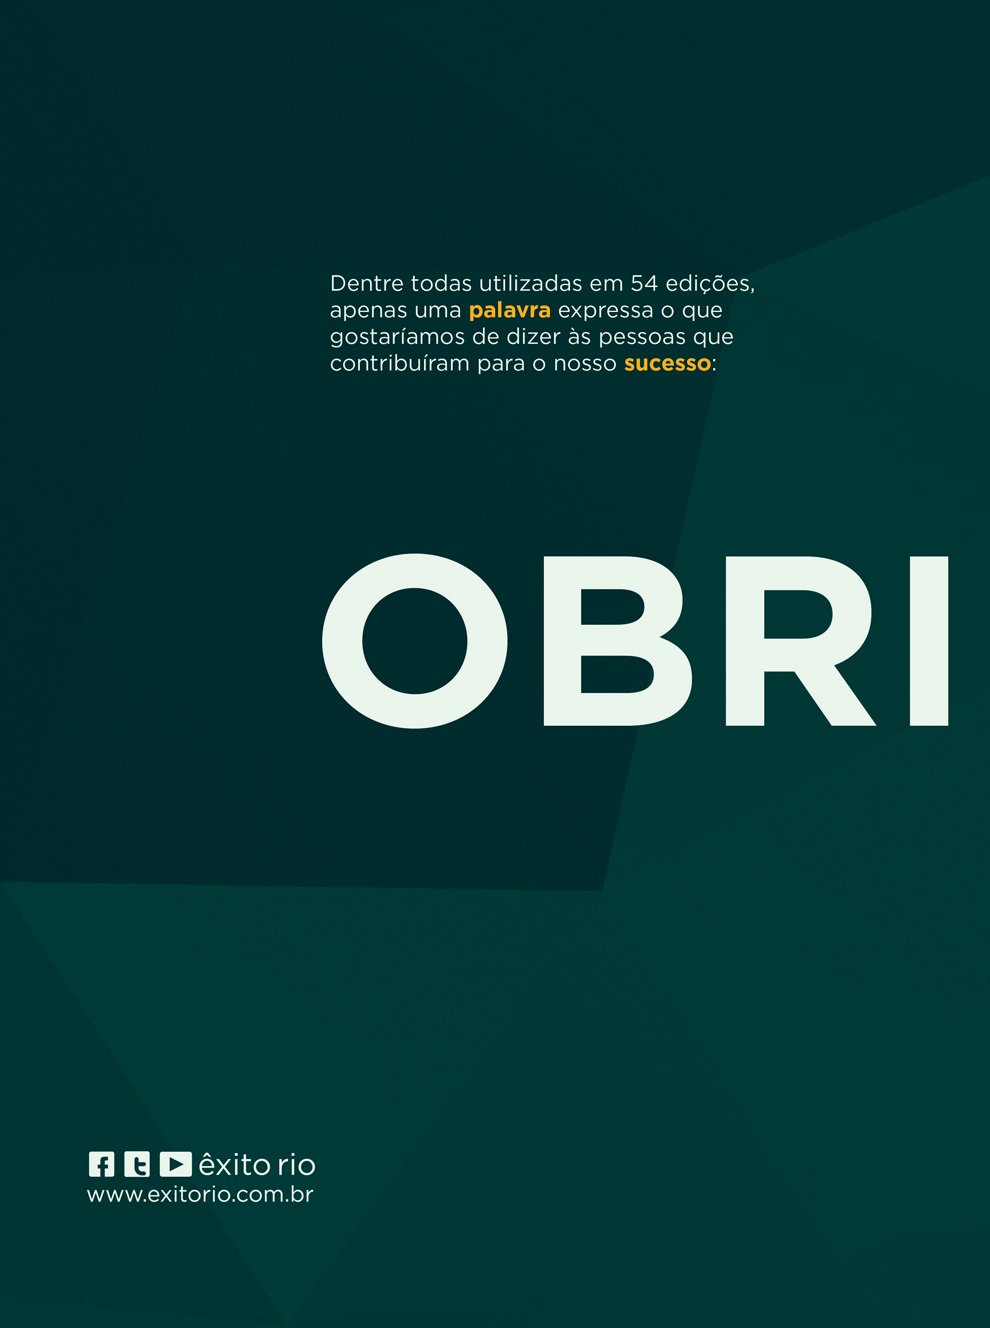 Dentre todas utilizadas em 54 edições,
apenas uma palavra expressa o que
gostaríamos de dizer às pessoas que
contribuíram para o nosso sucesso:
OBRI
êxito rio
www.exitorio.com.br